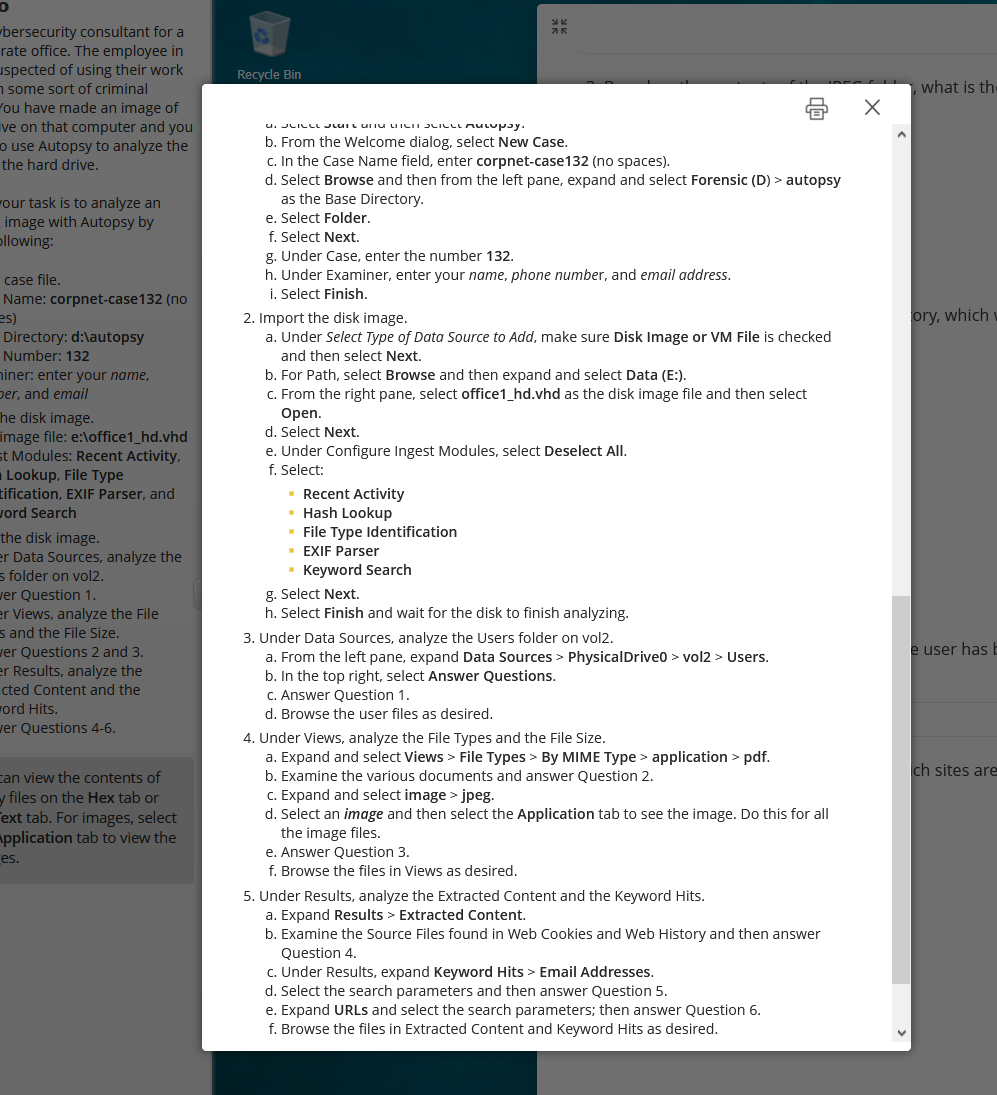 o
ybersecurity consultant for a
rate office. The employee in
uspected of using their work
n some sort of criminal
You have made an image of
ive on that computer and you
o use Autopsy to analyze the
the hard drive.
your task is to analyze an
image with Autopsy by
ollowing:
case file.
Name: corpnet-case132 (no
es)
Directory: d:\autopsy
Number: 132
niner: enter your name,
ber, and email
he disk image.
image file: e:\office1_hd.vhd
st Modules: Recent Activity,
Lookup, File Type
tification, EXIF Parser, and
word Search
the disk image.
er Data Sources, analyze the
s folder on vol2.
wer Question 1.
er Views, analyze the File
s and the File Size.
wer Questions 2 and 3.
er Results, analyze the
cted Content and the
ord Hits.
wer Questions 4-6.
can view the contents of
y files on the Hex tab or
Text tab. For images, select
Application tab to view the
es.
Recycle Bin
, what is the
a. Select Start and then select Autopsy.
b. From the Welcome dialog, select New Case.
c. In the Case Name field, enter corpnet-case132 (no spaces).
d. Select Browse and then from the left pane, expand and select Forensic (D) > autopsy
as the Base Directory.
e. Select Folder.
f. Select Next.
g. Under Case, enter the number 132.
h. Under Examiner, enter your name, phone number, and email address.
i. Select Finish.
2. Import the disk image.
a. Under Select Type of Data Source to Add, make sure Disk Image or VM File is checked
and then select Next.
b. For Path, select Browse and then expand and select Data (E:).
c. From the right pane, select office1_hd.vhd as the disk image file and then select
Open.
d. Select Next.
e. Under Configure Ingest Modules, select Deselect All.
f. Select:
▪ Recent Activity
▪ Hash Lookup
▪ File Type Identification
▪ EXIF Parser
▪ Keyword Search
g. Select Next.
h. Select Finish and wait for the disk to finish analyzing.
3. Under Data Sources, analyze the Users folder on vol2.
a. From the left pane, expand Data Sources > PhysicalDrive0 > vol2 > Users.
b. In the top right, select Answer Questions.
c. Answer Question 1.
d. Browse the user files as desired.
4. Under Views, analyze the File Types and the File Size.
a. Expand and select Views > File Types > By MIME Type > application > pdf.
b. Examine the various documents and answer Question 2.
c. Expand and select image > jpeg.
d. Select an image and then select the Application tab to see the image. Do this for all
the image files.
e. Answer Question 3.
f. Browse the files in Views as desired.
5. Under Results, analyze the Extracted Content and the Keyword Hits.
a. Expand Results > Extracted Content.
b. Examine the Source Files found in Web Cookies and Web History and then answer
Question 4.
c. Under Results, expand Keyword Hits > Email Addresses.
d. Select the search parameters and then answer Question 5.
e. Expand URLs and select the search parameters; then answer Question 6.
f. Browse the files in Extracted Content and Keyword Hits as desired.
ory, which
e user has
ich sites are